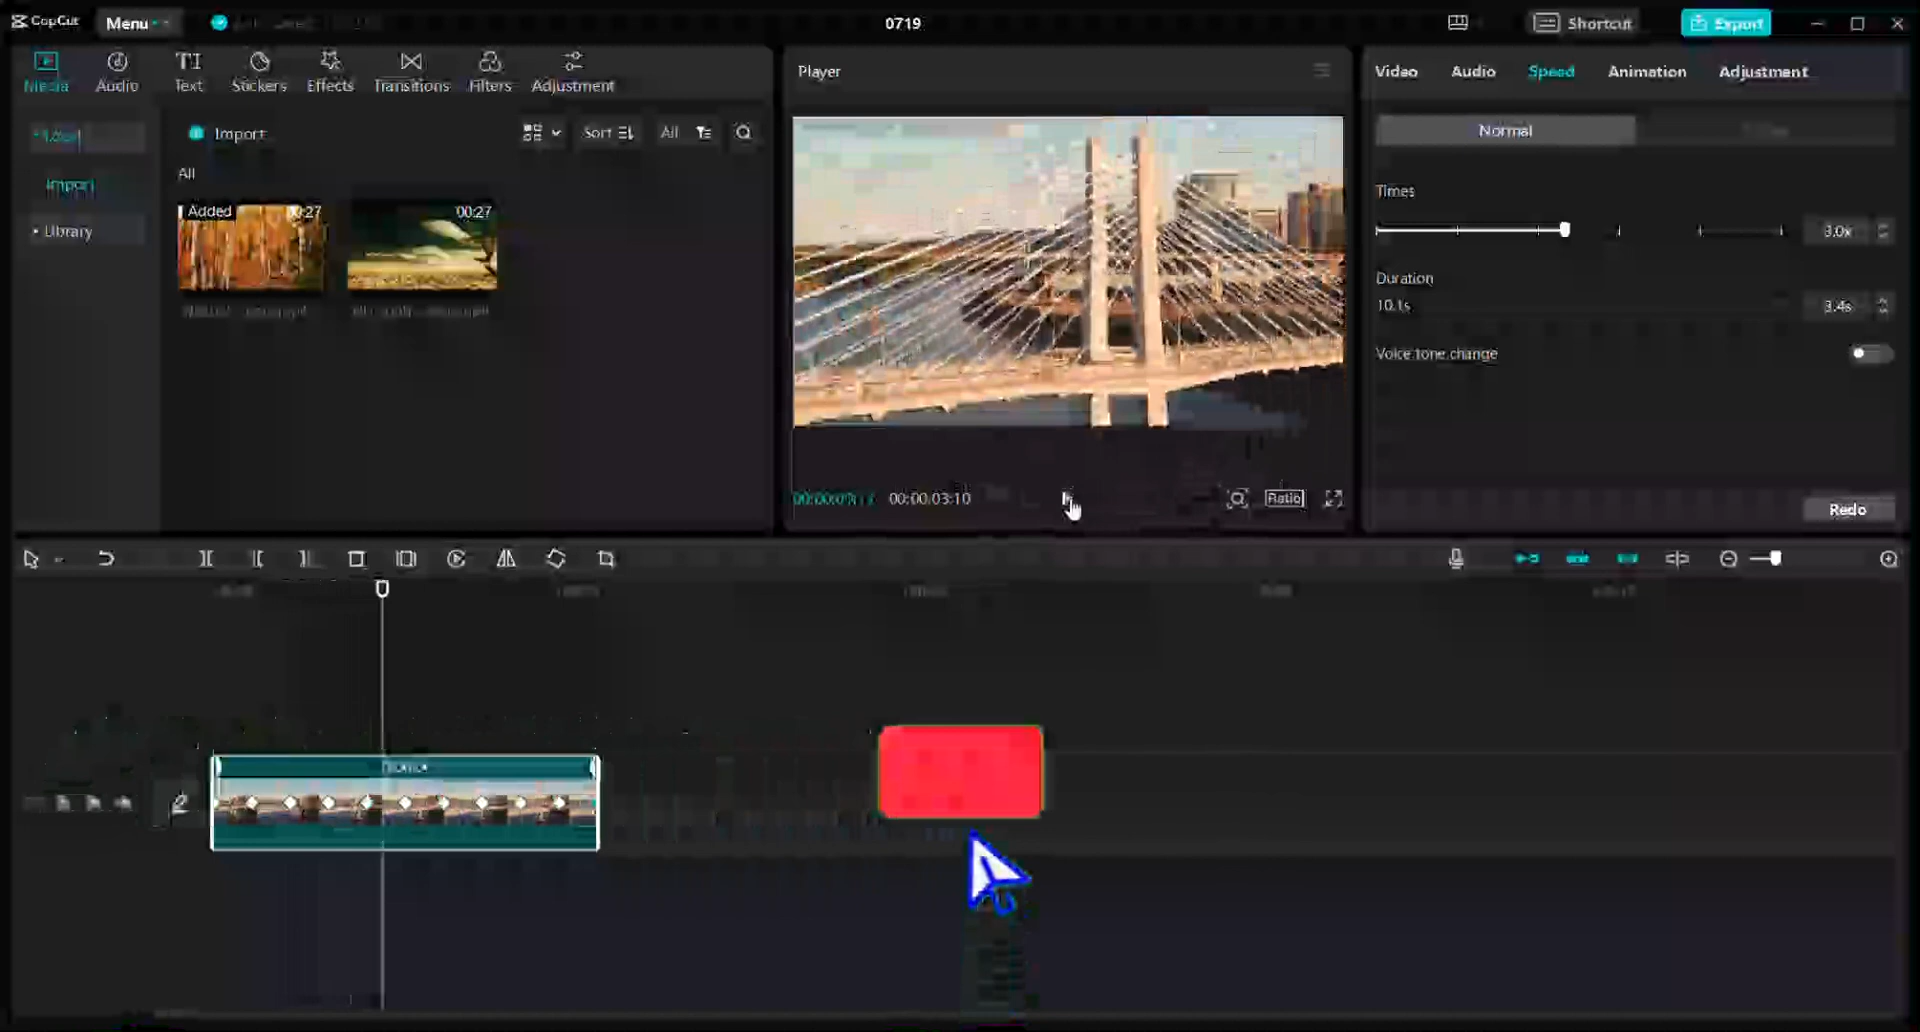 CapCut Menu 0719 Shortcut Export
Media Audio Text Stickers Effects Transitions Filters Adjustment
Player
Video Audio Speed Animation Adjustment
Import Sort All
Normal
Import
All
Times
Library
Added 00:27
3.0x
Duration
10.1s 3.4s
Voice tone change
00:00:03:10 Ratio
Redo